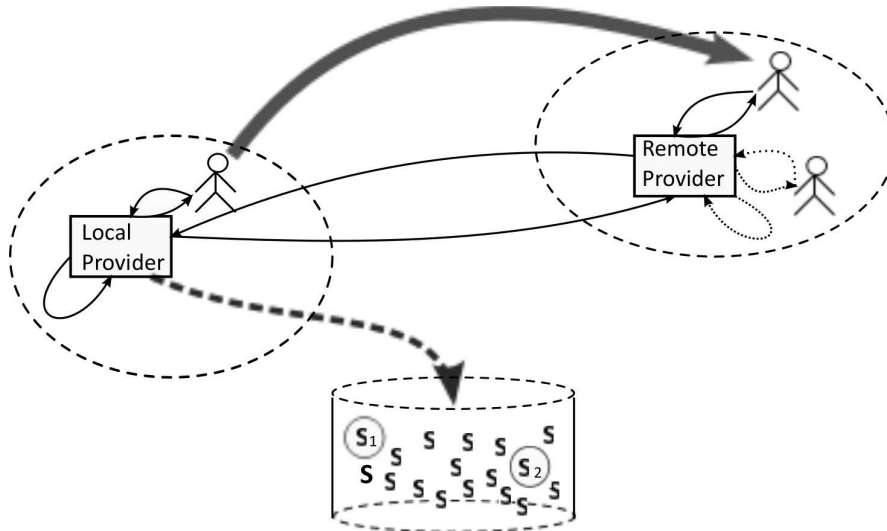 Remote
Provider
Local
Provider
S S S S
S1 S S S2
S S S S S S S S S